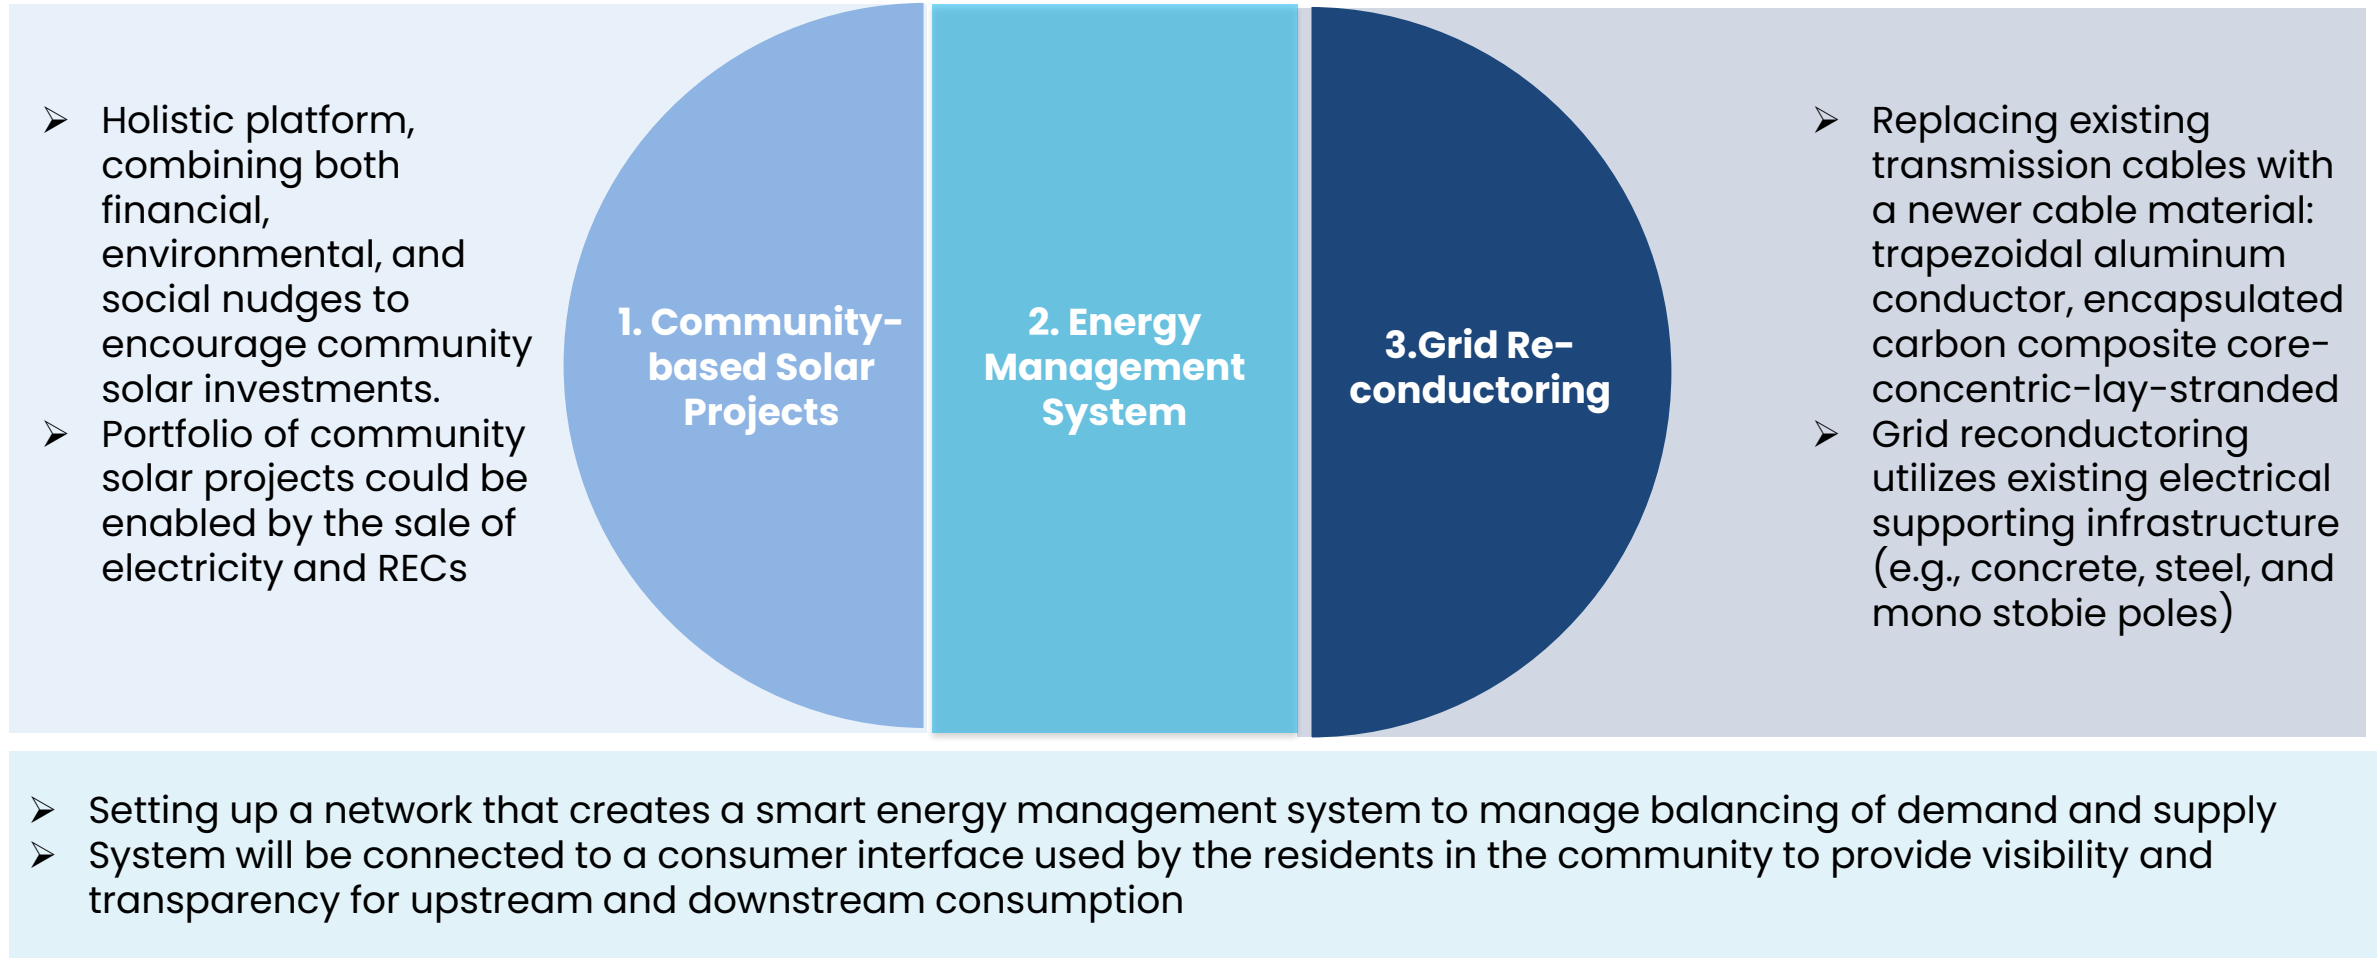 ➢ Holistic platform,
combining both
financial,
environmental, and
social nudges to
encourage community
solar investments.
➢ Portfolio of community
solar projects could be
enabled by the sale of
electricity and RECs
1. Community-
based Solar
Projects
2. Energy
Management
System
3.Grid Re-
conductoring
➢ Replacing existing
transmission cables with
a newer cable material:
trapezoidal aluminum
conductor, encapsulated
carbon composite core-
concentric-lay-stranded
➢ Grid reconductoring
utilizes existing electrical
supporting infrastructure
(e.g., concrete, steel, and
mono stobie poles)
➢ Setting up a network that creates a smart energy management system to manage balancing of demand and supply
➢ System will be connected to a consumer interface used by the residents in the community to provide visibility and
transparency for upstream and downstream consumption